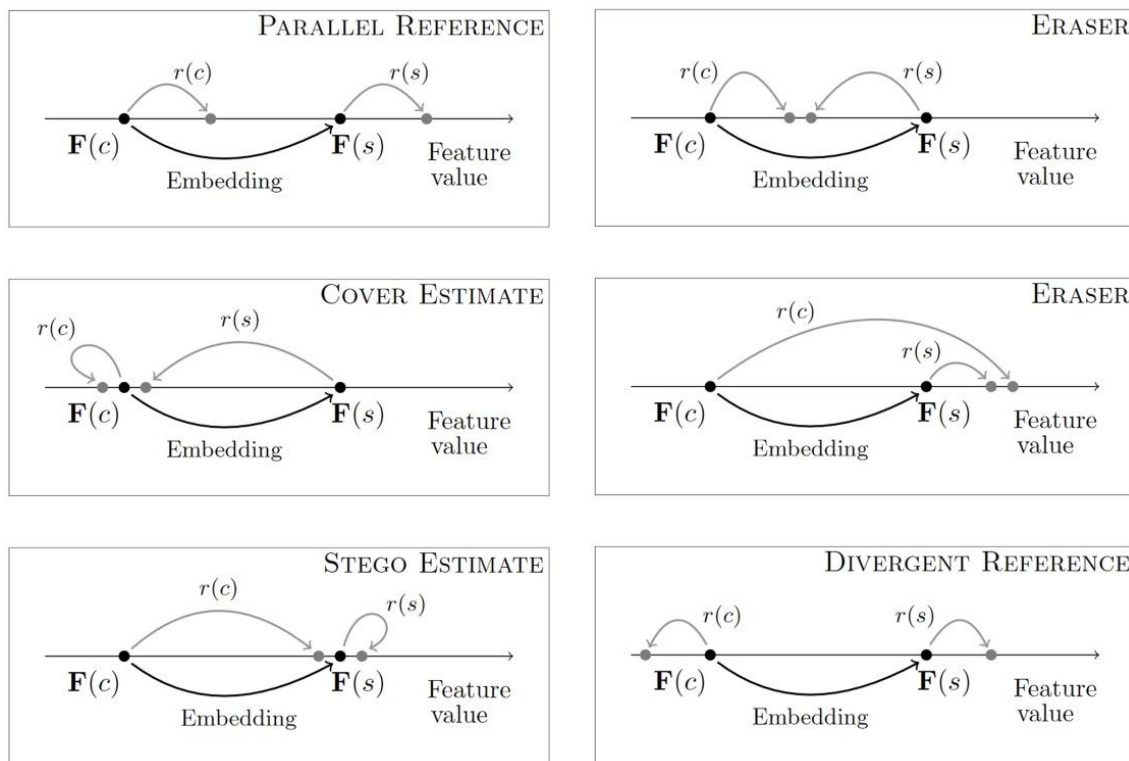 PARALLEL REFERENCE
r(c)
r(s)
F(c)
F(s)
Embedding
Feature
value
ERASER
r(c)
r(s)
F(c)
F(s)
Embedding
Feature
value
COVER ESTIMATE
r(c)
r(s)
F(c)
F(s)
Embedding
Feature
value
ERASER
r(c)
r(s)
F(c)
F(s)
Embedding
Feature
value
STEGO ESTIMATE
r(c)
r(s)
F(c)
F(s)
Embedding
Feature
value
DIVERGENT REFERENCE
r(c)
r(s)
F(c)
F(s)
Embedding
Feature
value